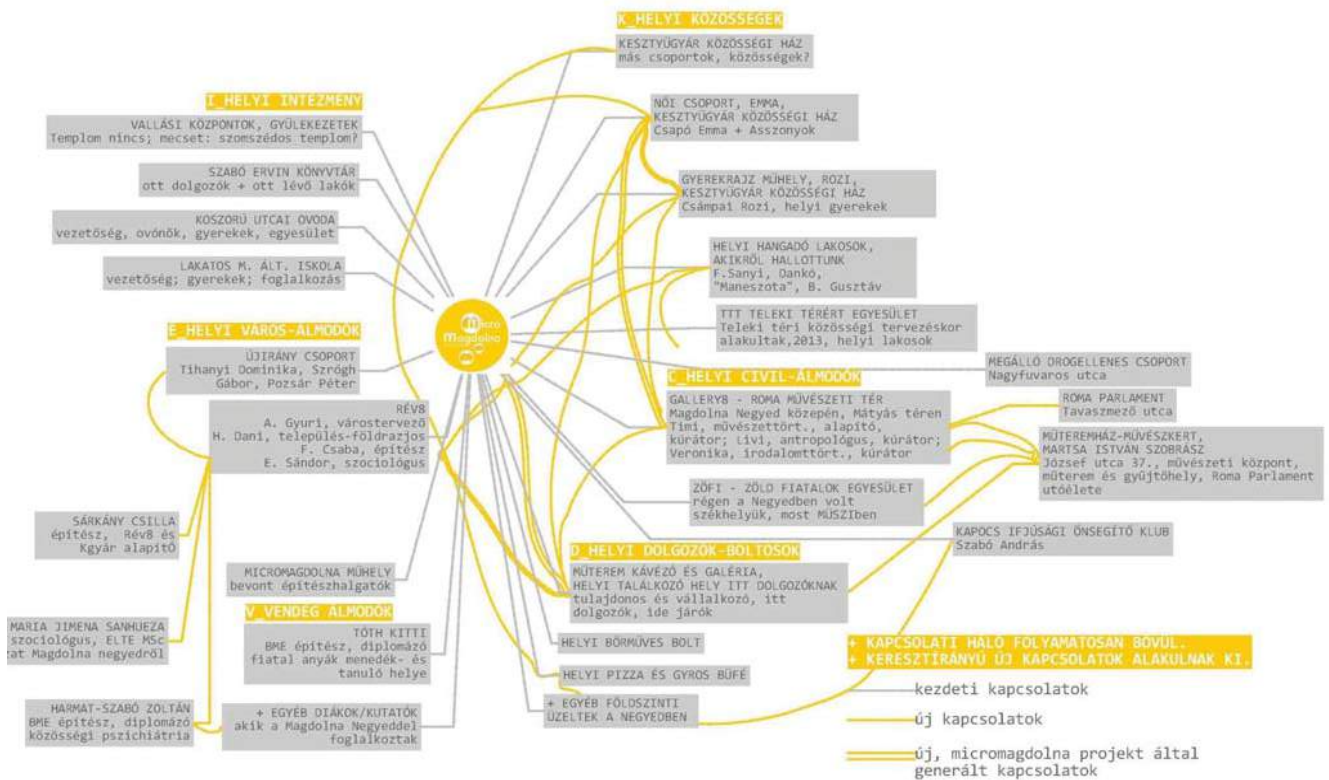 K_HELYI KÖZÖSSÉGEK
KESZTYŰGYÁR KÖZÖSSÉGI HÁZ
más csoportok, közösségek?
NŐI CSOPORT, EMMA,
KESZTYŰGYÁR KÖZÖSSÉGI HÁZ
Csapó Emma + Asszonyok
GYEREKRAJZ MŰHELY, ROZI,
KESZTYŰGYÁR KÖZÖSSÉGI HÁZ
Csámpai Rozi, helyi gyerekek
HELYI HANGADÓ LAKOSOK,
AKIKRŐL HALLOTTUNK
F.Sanyi, Dankó,
"Maneszota", B. Gusztáv
TTT TELEKI TÉRÉRT EGYESÜLET
Teleki téri közösségi tervezéskor
alakultak,2013, helyi lakosok
I_HELYI INTÉZMÉNY
VALLÁSI KÖZPONTOK, GYÜLEKEZETEK
Templom nincs; mecset: szomszédos templom?
SZABÓ ERVIN KÖNYVTÁR
ott dolgozók + ott lévő lakók
KOSZORÚ UTCAI ÓVODA
vezetőség, ovónők, gyerekek, egyesület
LAKATOS M. ÁLT. ISKOLA
vezetőség; gyerekek; foglalkozás
micro
magdolna
É_HELYI VÁROS-ÁLMODÓK
ÚJIRÁNY CSOPORT
Tihanyi Dominika, Szrógh
Gábor, Pozsár Péter
RÉV8
A. Gyuri, várostervező
H. Dani, település-földrajzos
F. Csaba, építész
E. Sándor, szociológus
SÁRKÁNY CSILLA
építész, Rév8 és
Kgyár alapító
MARIA JIMENA SANHUEZA
szociológus, ELTE MSc
zat Magdolna negyedről
HARMAT-SZABÓ ZOLTÁN
BME építész, diplomázó
közösségi pszichiátria
MICROMAGDOLNA MŰHELY
bevont építészhalgatók
V_VENDÉG ÁLMODÓK
TÓTH KITTI
BME építész, diplomázó
fiatal anyák menedék- és
tanuló helye
+ EGYÉB DIÁKOK/KUTATÓK
akik a Magdolna Negyeddel
foglalkoztak
C_HELYI CIVIL-ÁLMODÓK
GALLERY8 - ROMA MŰVÉSZETI TÉR
Magdolna Negyed közepén, Mátyás téren
Timi, művészettört., alapító,
kúrátor; Livi, antropológus, kúrátor;
Veronika, irodalomttört., kúrátor
ZÖFI - ZÖLD FIATALOK EGYESÜLET
régen a Negyedben volt
székhelyük, most MÜSZIben
MEGÁLLÓ DROGELLENES CSOPORT
Nagyfuvaros utca
ROMA PARLAMENT
Tavaszmező utca
MŰTEREMHÁZ-MŰVÉSZKERT,
MARTSA ISTVÁN SZOBRÁSZ
József utca 37., művészeti központ,
műterem és gyűjtőhely, Roma Parlament
utóélete
KAPOCS IFJÚSÁGI ÖNSEGÍTŐ KLUB
Szabó András
D_HELYI DOLGOZÓK-BOLTOSOK
MŰTEREM KÁVÉZÓ ÉS GALÉRIA,
HELYI TALÁLKOZÓ HELY ITT DOLGOZÓKNAK
tulajdonos és vállalkozó, itt
dolgozók, ide járók
HELYI BŐRMŰVES BOLT
HELYI PIZZA ÉS GYROS BÜFÉ
+ EGYÉB FÖLDSZINTI
ÜZELTEK A NEGYEDBEN
+ KAPCSOLATI HÁLÓ FOLYAMATOSAN BŐVÜL.
+ KERESZTIRÁNYÚ ÚJ KAPCSOLATOK ALAKULNAK KI.
kezdeti kapcsolatok
új kapcsolatok
új, micromagdolna projekt által
generált kapcsolatok